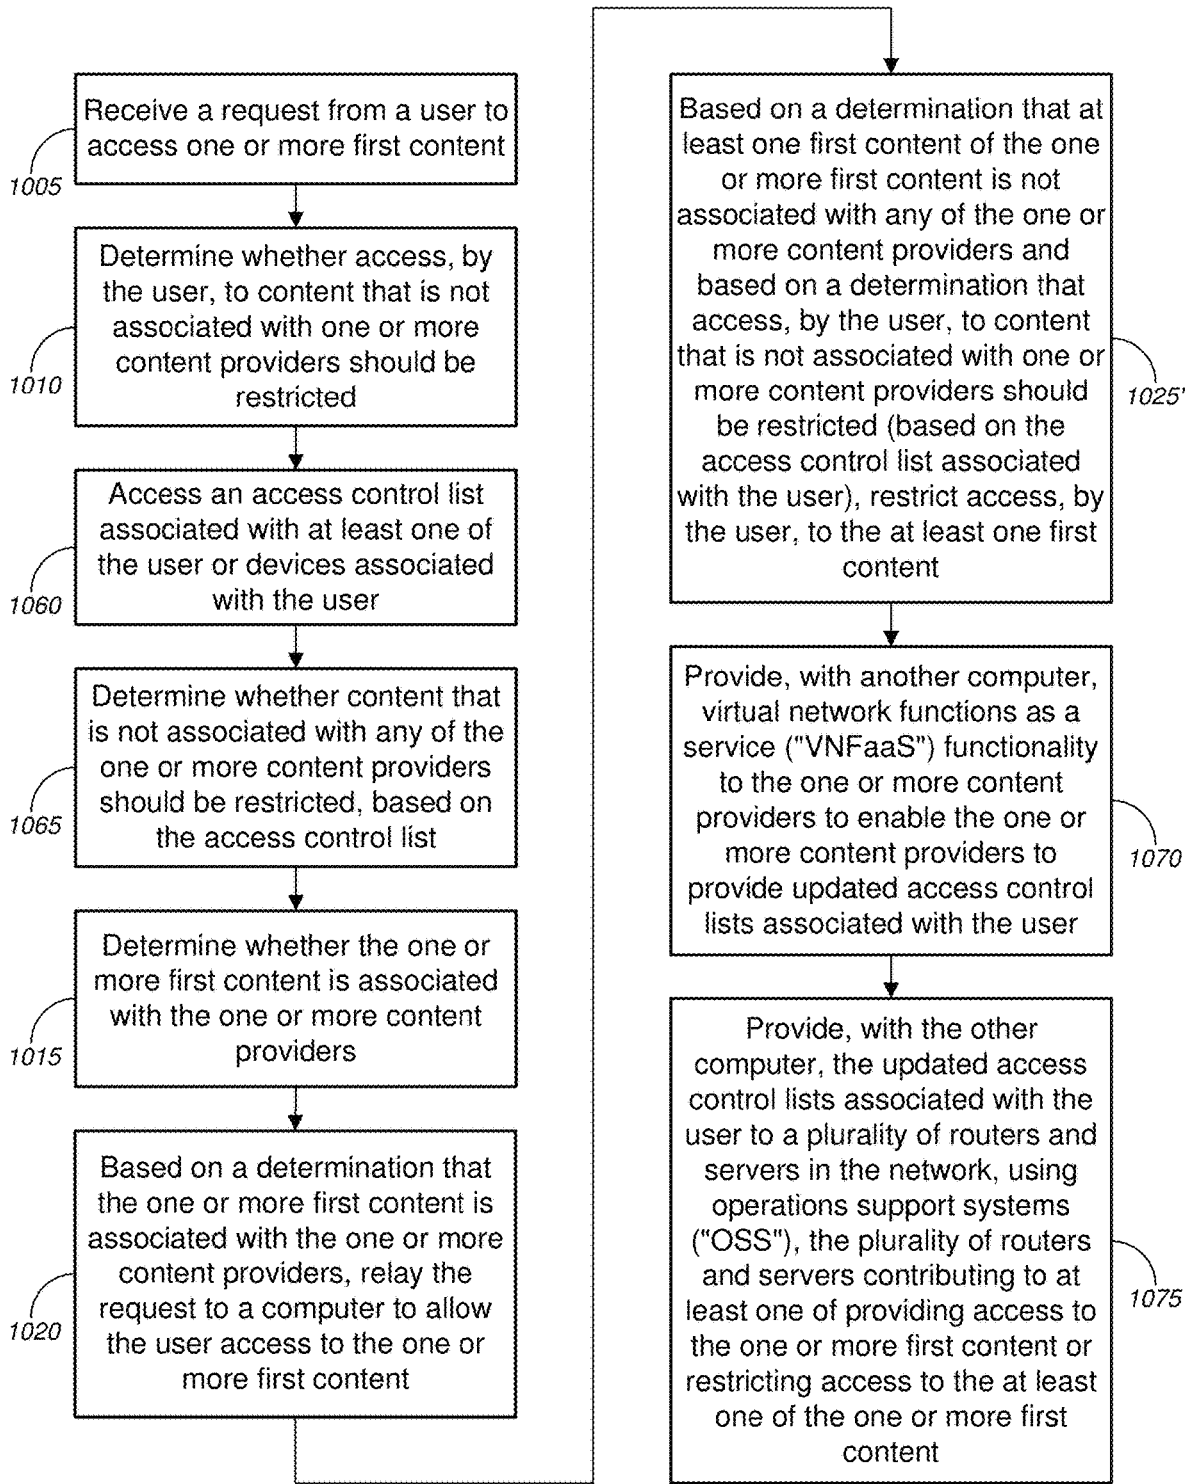 Receive a request from a user to
access one or more first content
1005
Determine whether access, by
the user, to content that is not
associated with one or more
content providers should be
restricted
1010
Access an access control list
associated with at least one of
the user or devices associated
with the user
1060
Determine whether content that
is not associated with any of the
one or more content providers
should be restricted, based on
the access control list
1065
Determine whether the one or
more first content is associated
with the one or more content
providers
1015
Based on a determination that
the one or more first content is
associated with the one or more
content providers, relay the
request to a computer to allow
the user access to the one or
more first content
1020
Based on a determination that at
least one first content of the one
or more first content is not
associated with any of the one or
more content providers and
based on a determination that
access, by the user, to content
that is not associated with one or
more content providers should
be restricted (based on the
access control list associated
with the user), restrict access, by
the user, to the at least one first
content
1025'
Provide, with another computer,
virtual network functions as a
service ("VNFaaS") functionality
to the one or more content
providers to enable the one or
more content providers to
provide updated access control
lists associated with the user
1070
Provide, with the other
computer, the updated access
control lists associated with the
user to a plurality of routers and
servers in the network, using
operations support systems
("OSS"), the plurality of routers
and servers contributing to at
least one of providing access to
the one or more first content or
restricting access to the at least
one of the one or more first
content
1075